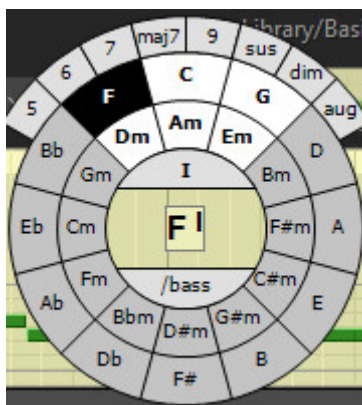 Library/Bas
5 6 7 maj7 9 sus dim aug
F C G
Dm Am Em
Bb Gm I Bm D
Eb Cm F I F#m A
Ab Fm /bass C#m E
Bbm D#m G#m
Db F# B